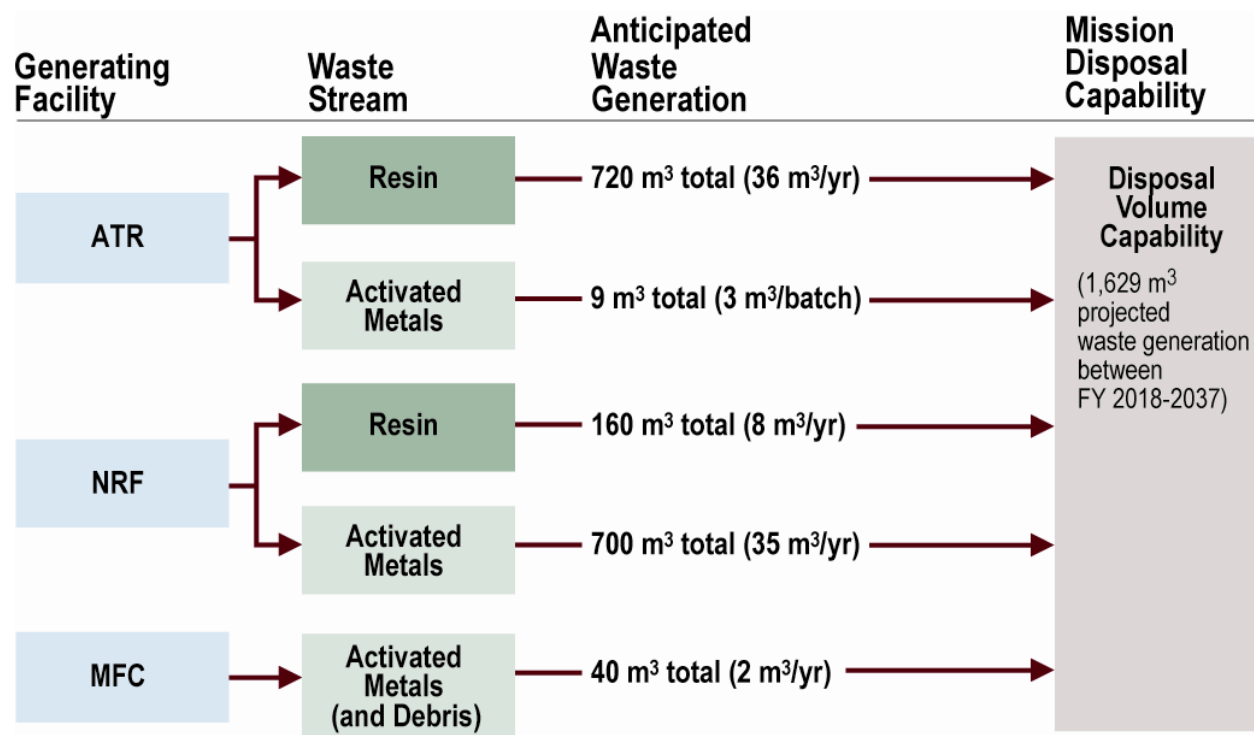 Generating
Facility
Waste
Stream
Anticipated
Waste
Generation
Mission
Disposal
Capability
ATR
Resin
720 m³ total (36 m³/yr)
Activated
Metals
9 m³ total (3 m³/batch)
NRF
Resin
160 m³ total (8 m³/yr)
Activated
Metals
700 m³ total (35 m³/yr)
MFC
Activated
Metals
(and Debris)
40 m³ total (2 m³/yr)
Disposal
Volume
Capability
(1,629 m³
projected
waste generation
between
FY 2018-2037)